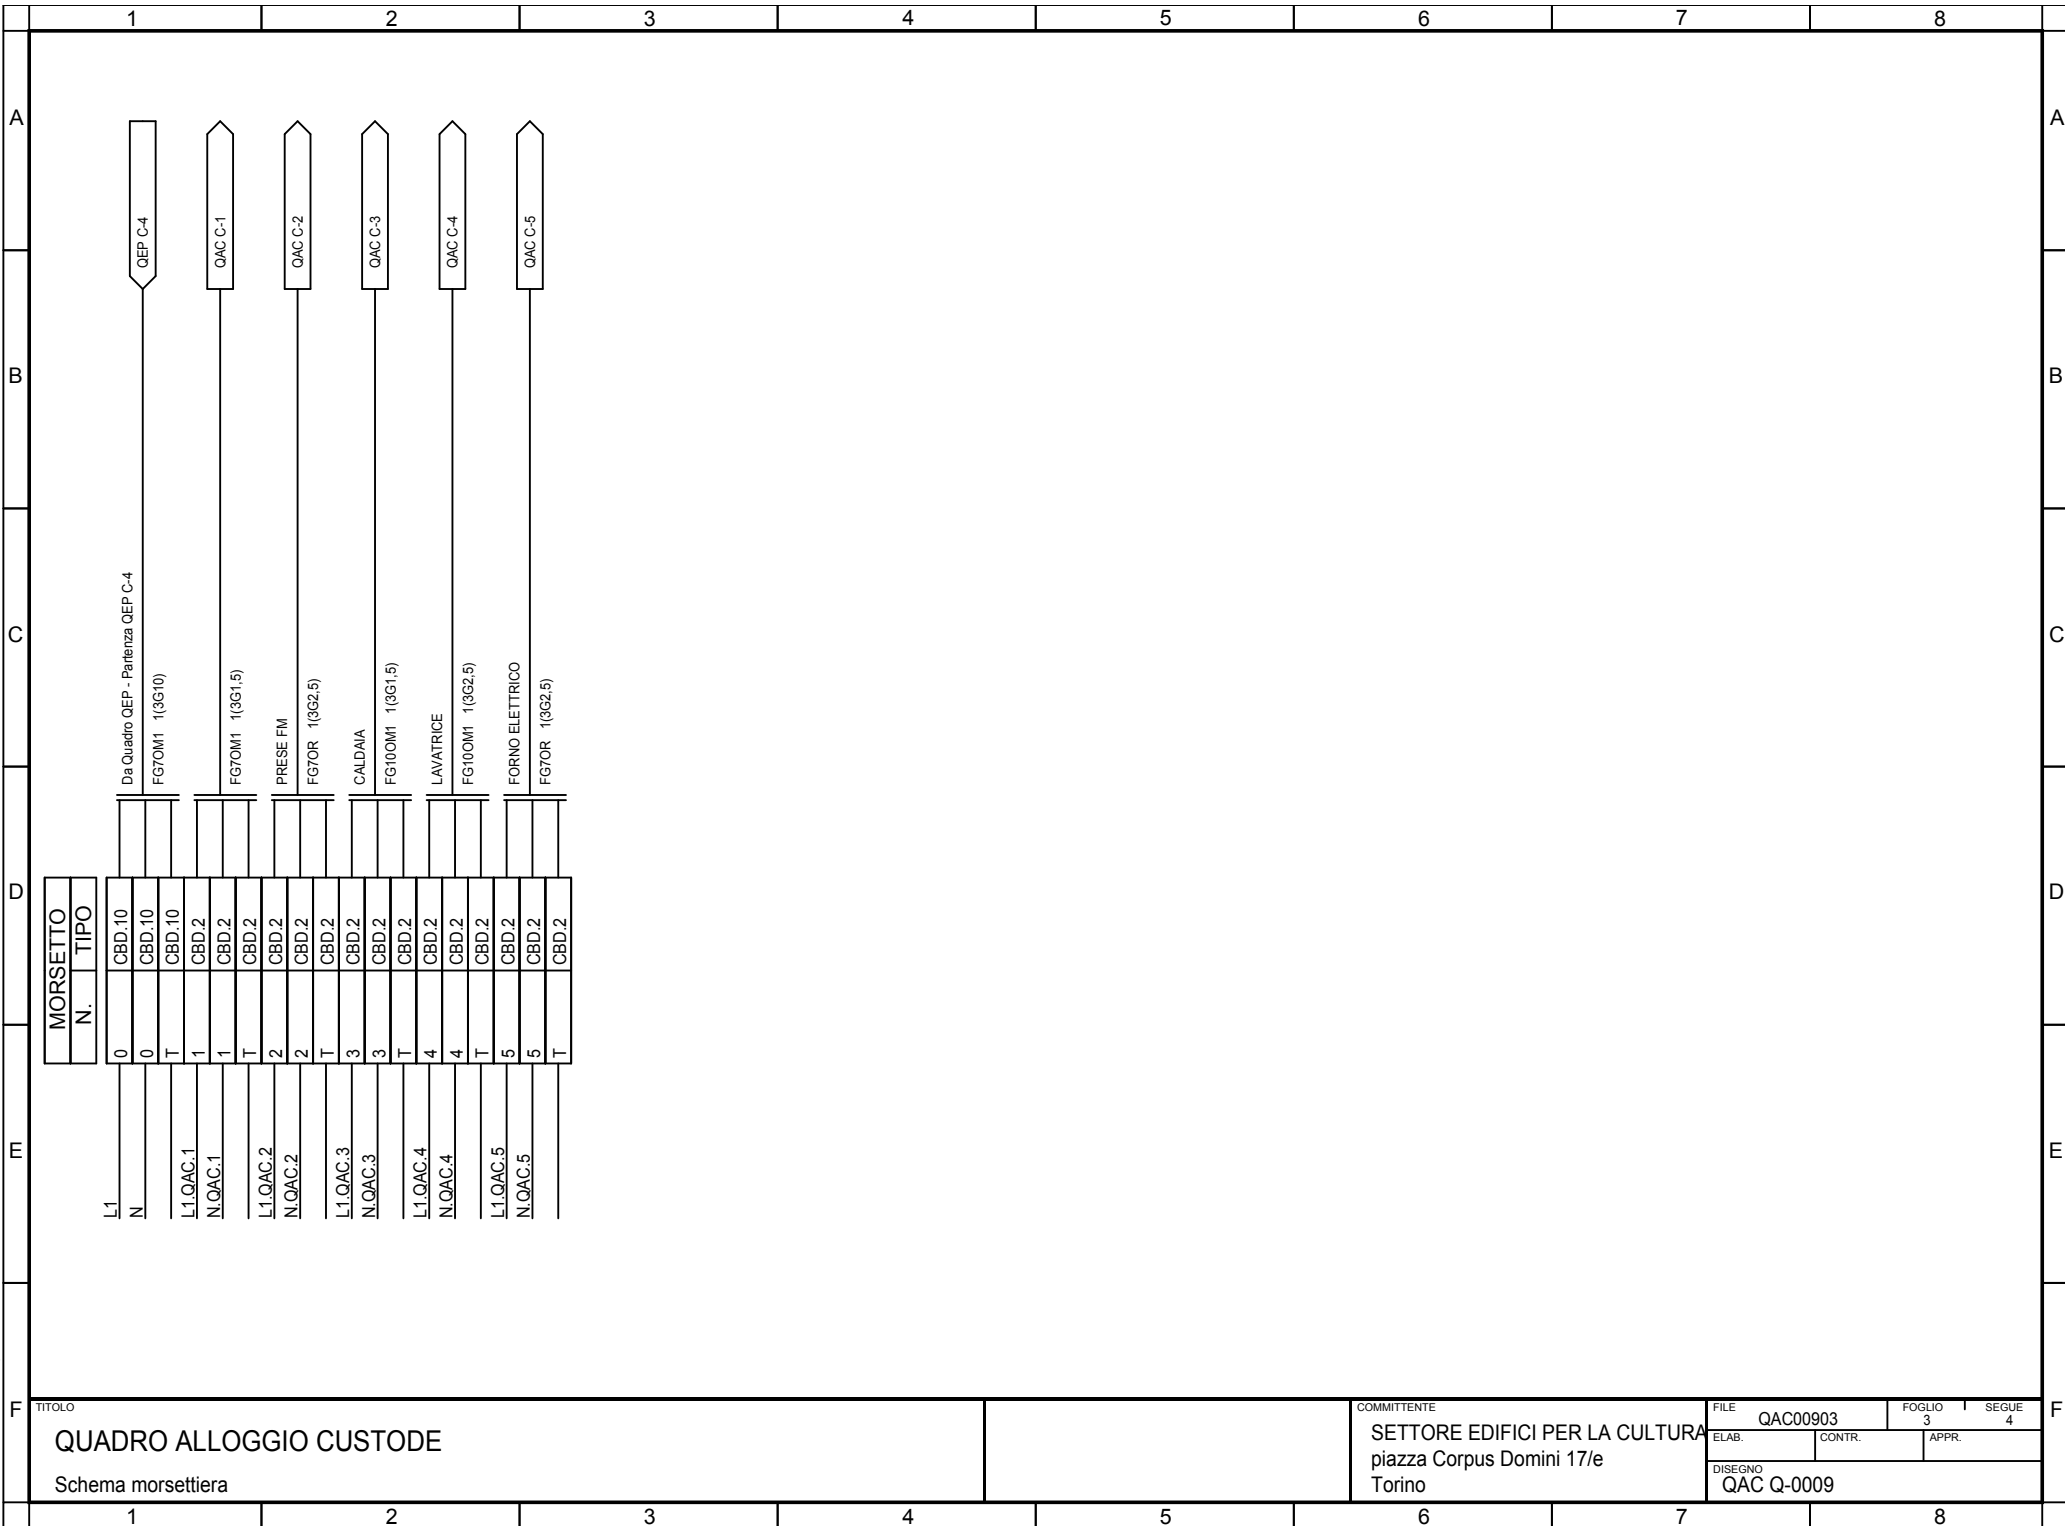 1 2 3 4 5 6 7 8
A A
B B
C C
D D
E E
F F
QEP C-4
QAC C-1
QAC C-2
QAC C-3
QAC C-4
QAC C-5
Da Quadro QEP - Partenza QEP C-4
FG7OM1 1(3G10)
FG7OM1 1(3G1,5)
PRESE FM
FG7OR 1(3G2,5)
CALDAIA
FG10OM1 1(3G1,5)
LAVATRICE
FG10OM1 1(3G2,5)
FORNO ELETTRICO
FG7OR 1(3G2,5)
MORSETTO
N. TIPO
0 CBD.10
0 CBD.10
T CBD.10
1 CBD.2
1 CBD.2
T CBD.2
2 CBD.2
2 CBD.2
T CBD.2
3 CBD.2
3 CBD.2
T CBD.2
4 CBD.2
4 CBD.2
T CBD.2
5 CBD.2
5 CBD.2
T CBD.2
L1
N
L1.QAC.1
N.QAC.1
L1.QAC.2
N.QAC.2
L1.QAC.3
N.QAC.3
L1.QAC.4
N.QAC.4
L1.QAC.5
N.QAC.5
TITOLO
QUADRO ALLOGGIO CUSTODE
Schema morsettiera
COMMITTENTE
SETTORE EDIFICI PER LA CULTURA
piazza Corpus Domini 17/e
Torino
FILE
QAC00903
FOGLIO
3
SEGUE
4
ELAB.
CONTR.
APPR.
DISEGNO
QAC Q-0009
1 2 3 4 5 6 7 8